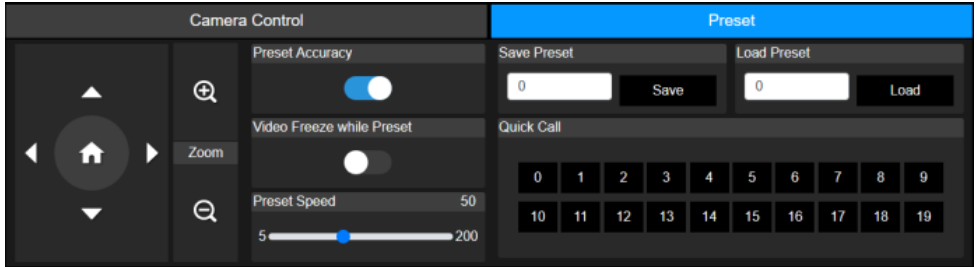 Camera Control
Preset
Zoom
Preset Accuracy
Video Freeze while Preset
Preset Speed 50
5 200
Save Preset
0 Save
Load Preset
0 Load
Quick Call
0 1 2 3 4 5 6 7 8 9
10 11 12 13 14 15 16 17 18 19